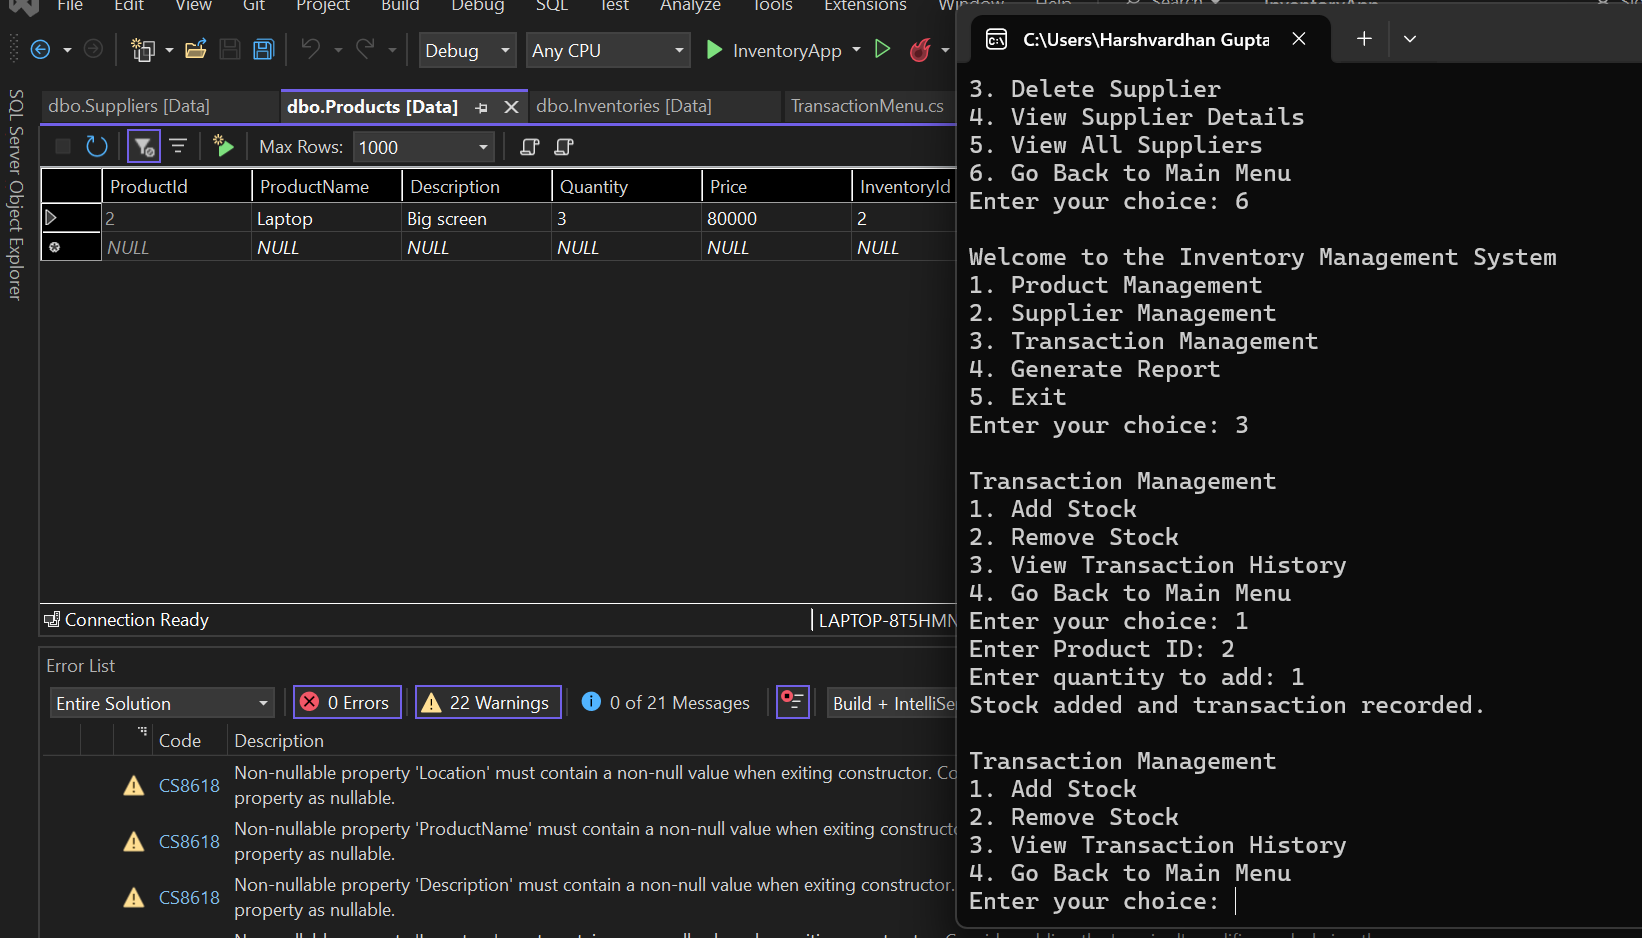 File Edit View Git Project Build Debug SQL Test Analyze Tools Extensions Window Help Search
Debug Any CPU InventoryApp
SQL Server Object Explorer
dbo.Suppliers [Data] dbo.Products [Data] dbo.Inventories [Data] TransactionMenu.cs
Max Rows: 1000
ProductId ProductName Description Quantity Price InventoryId
2 Laptop Big screen 3 80000 2
NULL NULL NULL NULL NULL NULL
Connection Ready LAPTOP-8T5HMN
Error List
Entire Solution 0 Errors 22 Warnings 0 of 21 Messages Build + IntelliSe
Code Description
CS8618 Non-nullable property 'Location' must contain a non-null value when exiting constructor. Co
property as nullable.
CS8618 Non-nullable property 'ProductName' must contain a non-null value when exiting constructo
property as nullable.
CS8618 Non-nullable property 'Description' must contain a non-null value when exiting constructor.
property as nullable.
C:\Users\Harshvardhan Gupta
3. Delete Supplier
4. View Supplier Details
5. View All Suppliers
6. Go Back to Main Menu
Enter your choice: 6
Welcome to the Inventory Management System
1. Product Management
2. Supplier Management
3. Transaction Management
4. Generate Report
5. Exit
Enter your choice: 3
Transaction Management
1. Add Stock
2. Remove Stock
3. View Transaction History
4. Go Back to Main Menu
Enter your choice: 1
Enter Product ID: 2
Enter quantity to add: 1
Stock added and transaction recorded.
Transaction Management
1. Add Stock
2. Remove Stock
3. View Transaction History
4. Go Back to Main Menu
Enter your choice: